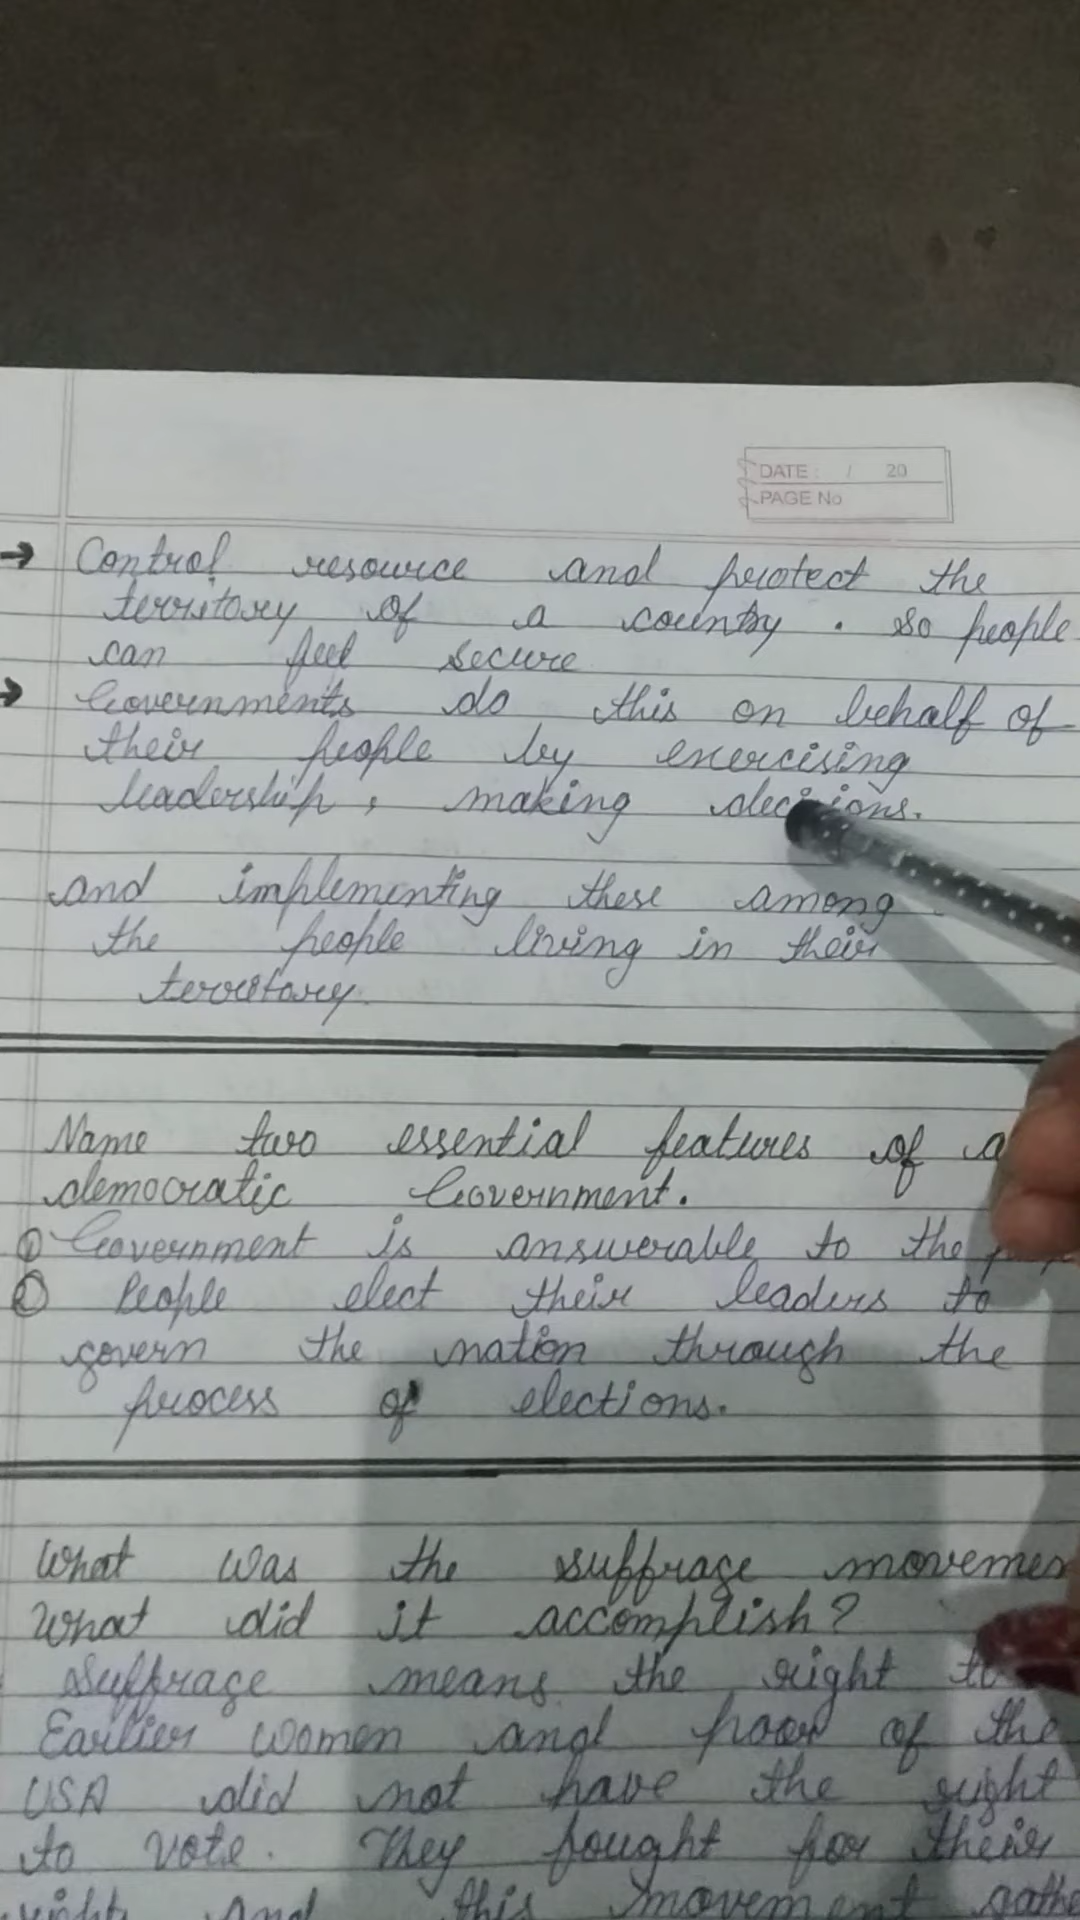 DATE: / 20
PAGE No
→ Control resource and protect the
territory of a country. so people
can feel secure
→ Governments do this on behalf of
their people by exercising
leadership, making decisions.
and implementing these among
the people living in their
territory.
Name two essential features of a
democratic Government.
① Government is answerable to the
② People elect their leaders to
govern the nation through the
process of elections.
What was the suffrage
What did it accomplish?
Suffrage means the right to
Earlier women and poor of the
USA did not have the right
to vote. They fought for their
right and this movement